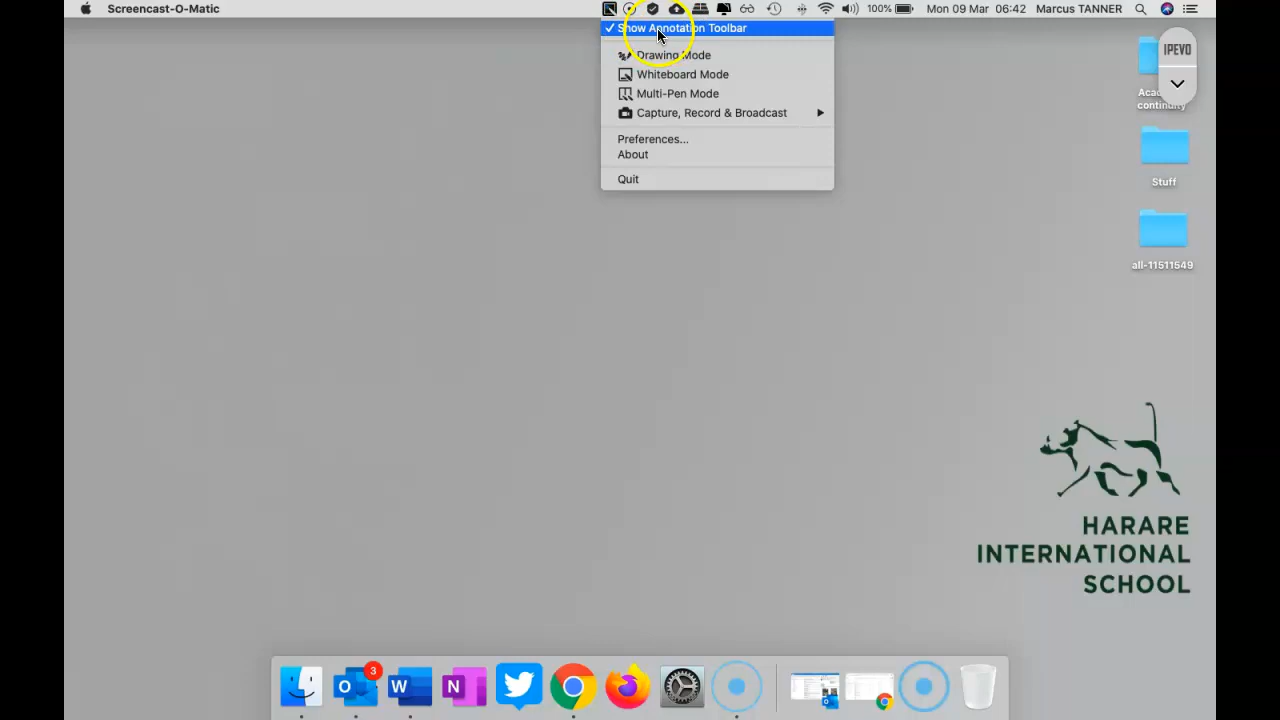 Screencast-O-Matic
100%
Mon 09 Mar 06:42
Marcus TANNER
✓ Show Annotation Toolbar
Drawing Mode
Whiteboard Mode
Multi-Pen Mode
Capture, Record & Broadcast
Preferences...
About
Quit
IPEVO
continuity
Stuff
all-11511549
HARARE
INTERNATIONAL
SCHOOL
3
O
W
N